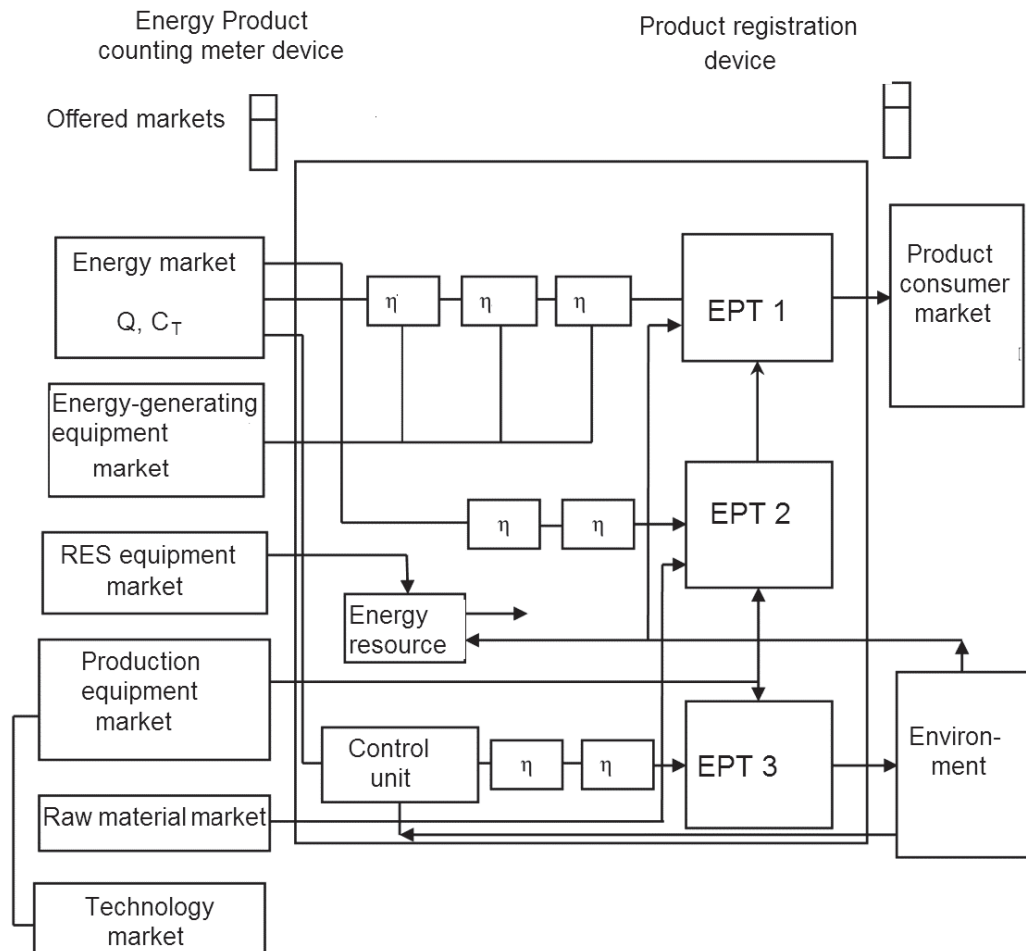 Energy Product
counting meter device
Product registration
device
Offered markets
Energy market
Q, C_T
η
η
η
EPT 1
Product
consumer
market
Energy-generating
equipment
market
η
η
EPT 2
RES equipment
market
Energy
resource
Production
equipment
market
Control
unit
η
η
EPT 3
Environ-
ment
Raw material market
Technology
market